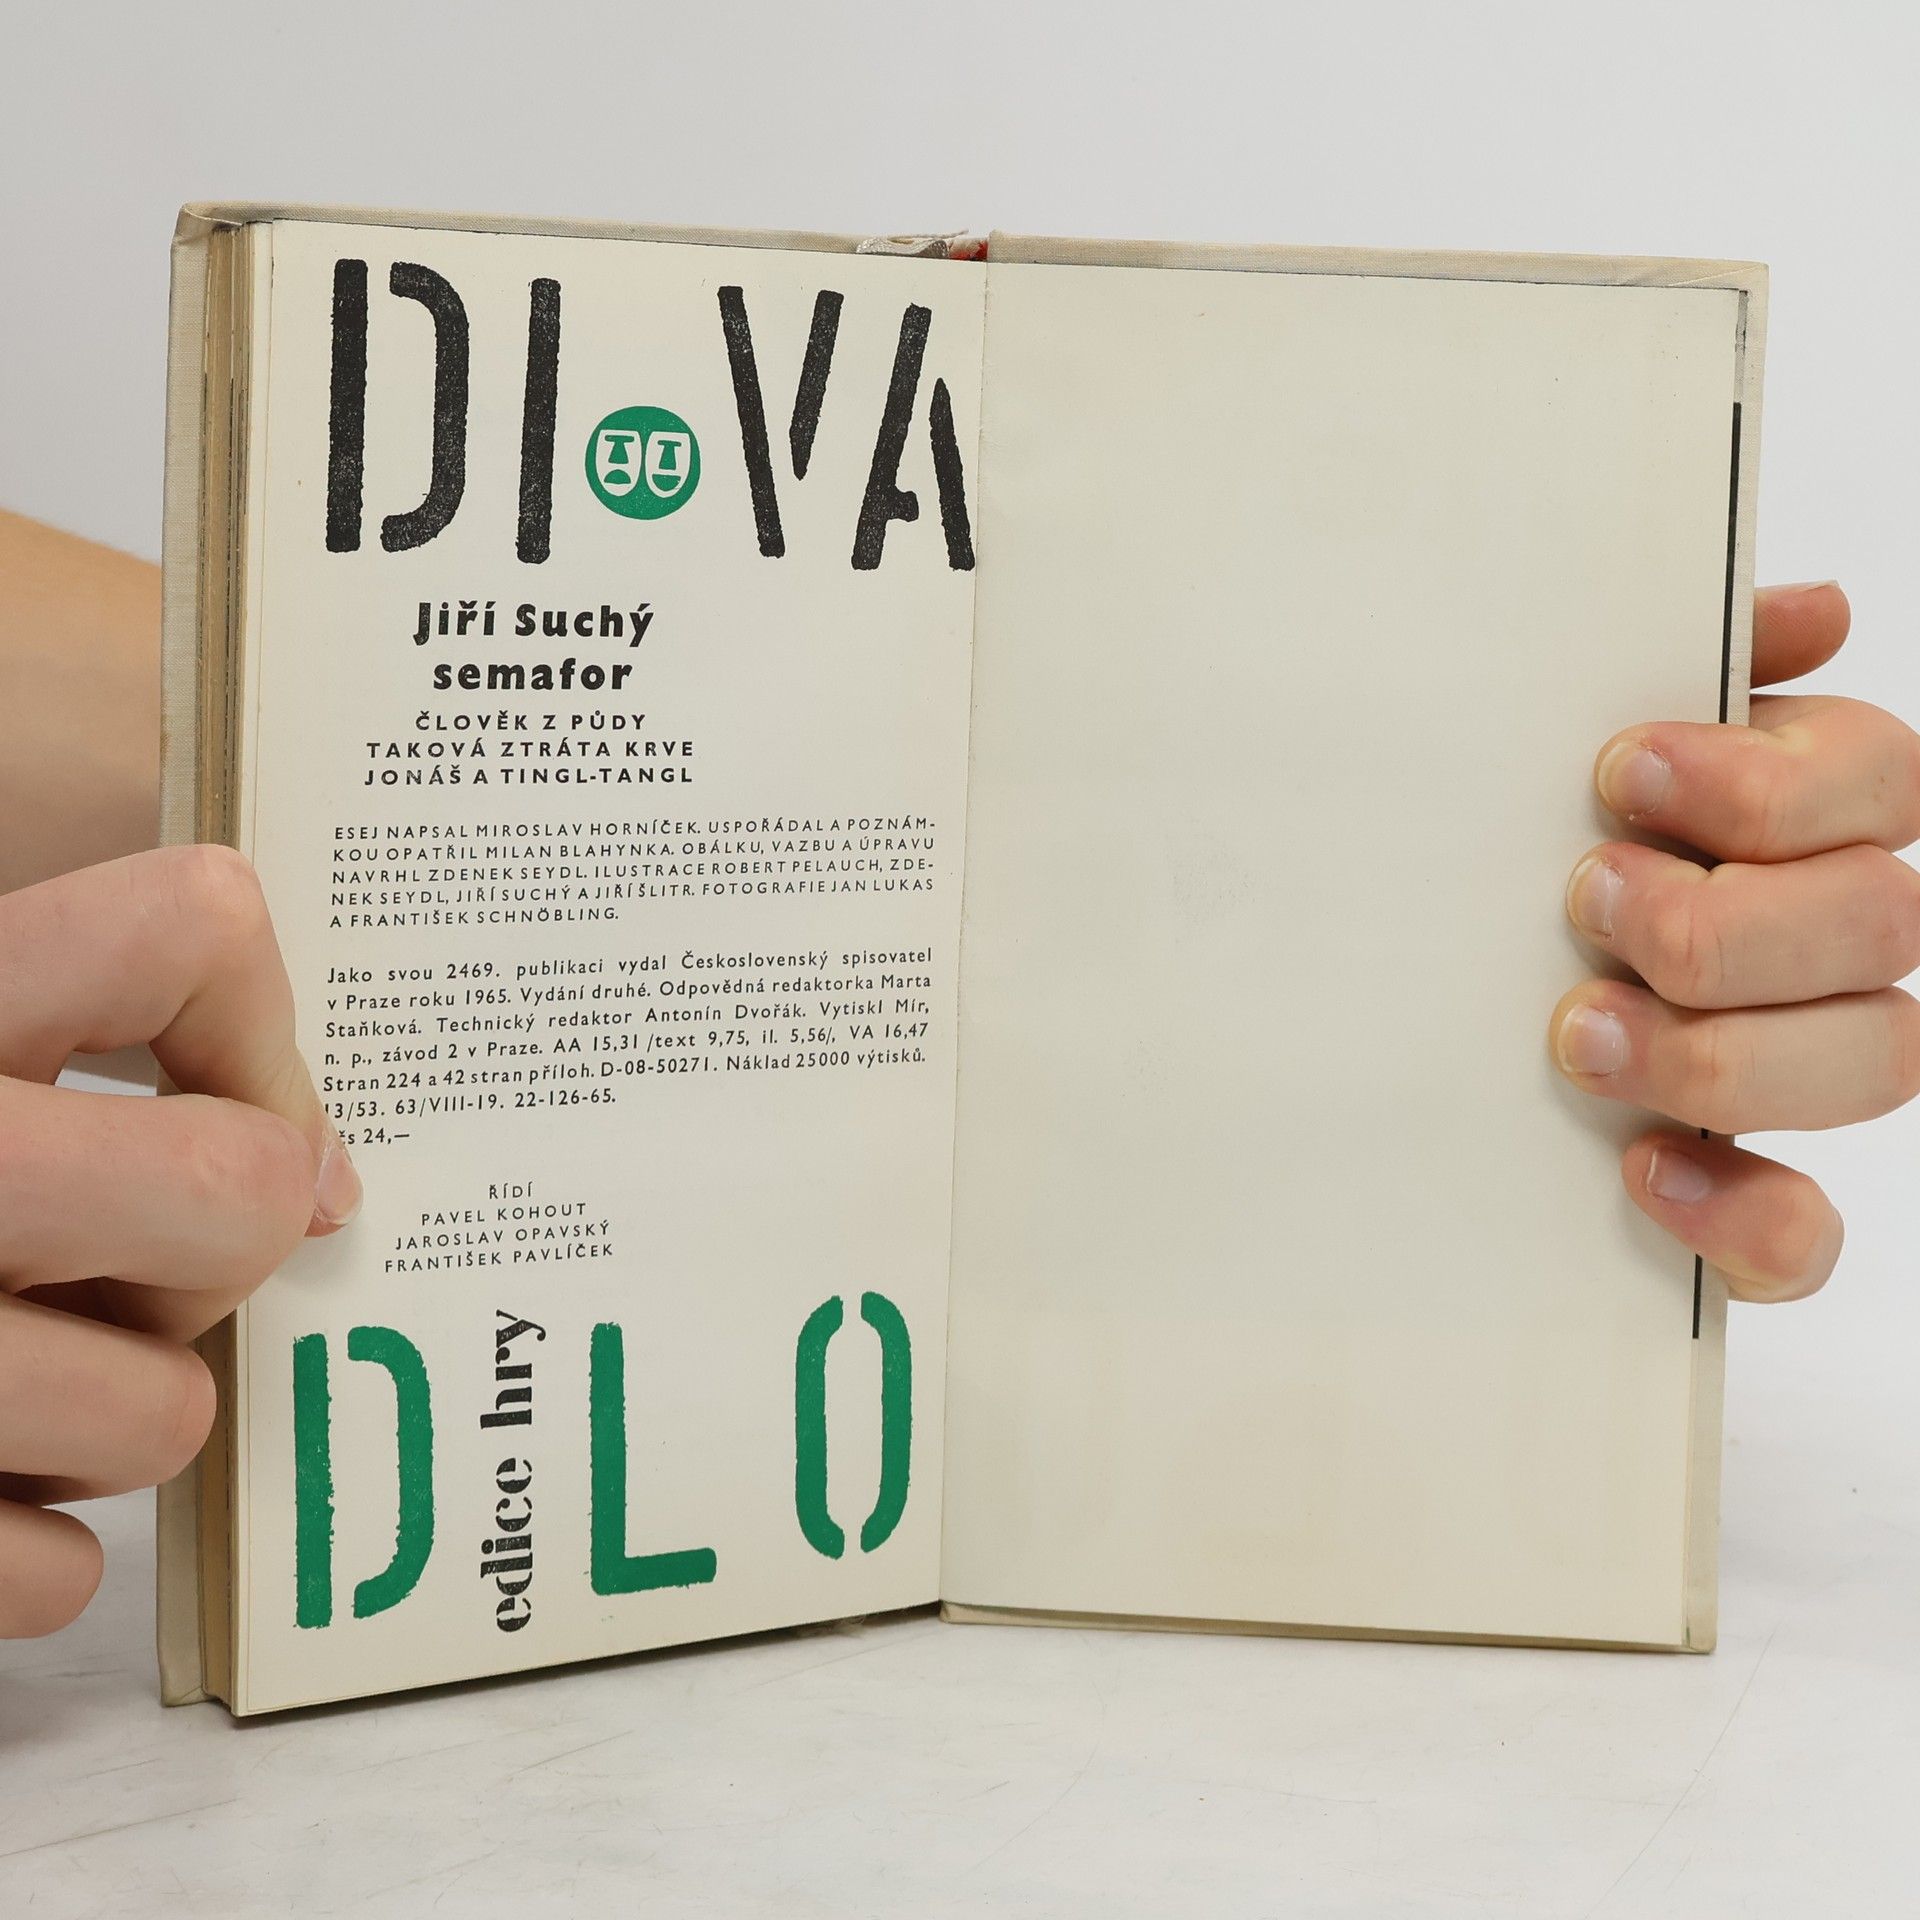 DI VA
Jiří Suchý
semafor
ČLOVĚK Z PŮDY
TAKOVÁ ZTRÁTA KRVE
JONÁŠ A TINGL-TANGL
ESEJ NAPSAL MIROSLAV HORNÍČEK. USPOŘÁDAL A POZNÁM-
KOU OPATŘIL MILAN BLAHYNKA. OBÁLKU, VAZBU A ÚPRAVU
NAVRHL ZDENEK SEYDL. ILUSTRACE ROBERT PELAUCH, ZDE-
NEK SEYDL, JIŘÍ SUCHÝ A JIŘÍ ŠLITR. FOTOGRAFIE JAN LUKAS
A FRANTIŠEK SCHNÖBLING.
Jako svou 2469. publikaci vydal Československý spisovatel
v Praze roku 1965. Vydání druhé. Odpovědná redaktorka Marta
Staňková. Technický redaktor Antonín Dvořák. Vytiskl Mír,
n. p., závod 2 v Praze. AA 15,31 /text 9,75, il. 5,56/, VA 16,47
Stran 224 a 42 stran příloh. D-08-50271. Náklad 25000 výtisků.
13/53. 63/VIII-19. 22-126-65.
čs 24,—
ŘÍDÍ
PAVEL KOHOUT
JAROSLAV OPAVSKÝ
FRANTIŠEK PAVLÍČEK
D L O
edice hry